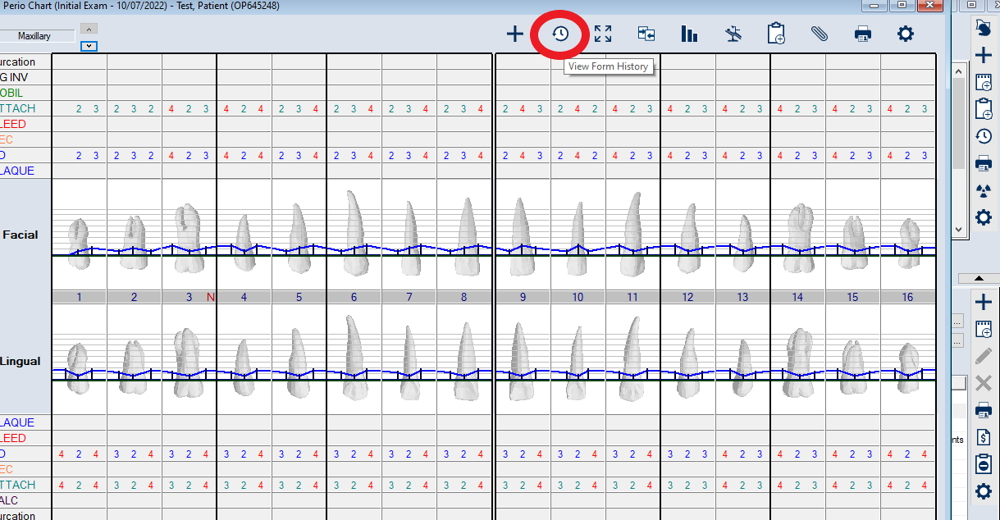 Perio Chart (Initial Exam - 10/07/2022) - Test, Patient (OP645248)
Maxillary
View Form History
urcation
G INV
OBIL
TTACH 2 3 2 3 2 4 2 3 4 2 4 2 3 4 2 3 4 2 3 4 2 3 4 2 4 3 2 4 2 4 2 3 4 2 3 4 2 3 4 2 3 4 2 3 4 2 3
LEED
EC
D 2 3 2 3 2 4 2 3 4 2 4 2 3 4 2 3 4 2 3 4 2 3 4 2 4 3 2 4 2 4 2 3 4 2 3 4 2 3 4 2 3 4 2 3 4 2 3
LAQUE
Facial
1 2 3 N 4 5 6 7 8 9 10 11 12 13 14 15 16
Lingual
LAQUE
LEED
D 4 2 4 3 2 4 3 2 4 3 2 4 3 2 4 3 2 4 3 2 4 3 2 4 3 2 4 3 2 4 3 2 4 3 2 3 4 2 3 4 2 3 4 2 3 4 2 4
EC
TTACH 4 2 4 3 2 4 3 2 4 3 2 4 3 2 4 3 2 4 3 2 4 3 2 4 3 2 4 3 2 4 3 2 4 3 2 3 4 2 3 4 2 3 4 2 3 4 2 4
ALC
urcation
...
...
nts